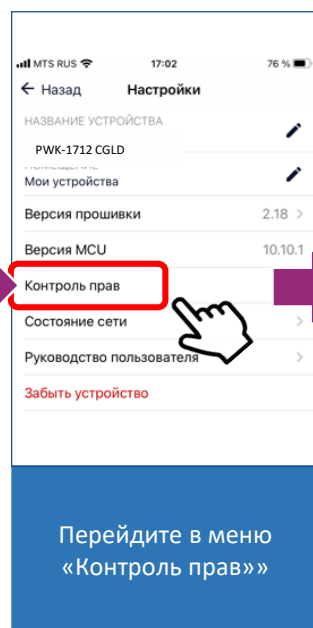 MTS RUS 17:02 76 %
← Назад Настройки
НАЗВАНИЕ УСТРОЙСТВА
PWK-1712 CGLD
Мои устройства
Версия прошивки 2.18 >
Версия MCU 10.10.1
Контроль прав
Состояние сети >
Руководство пользователя >
Забыть устройство
Перейдите в меню
«Контроль прав»»